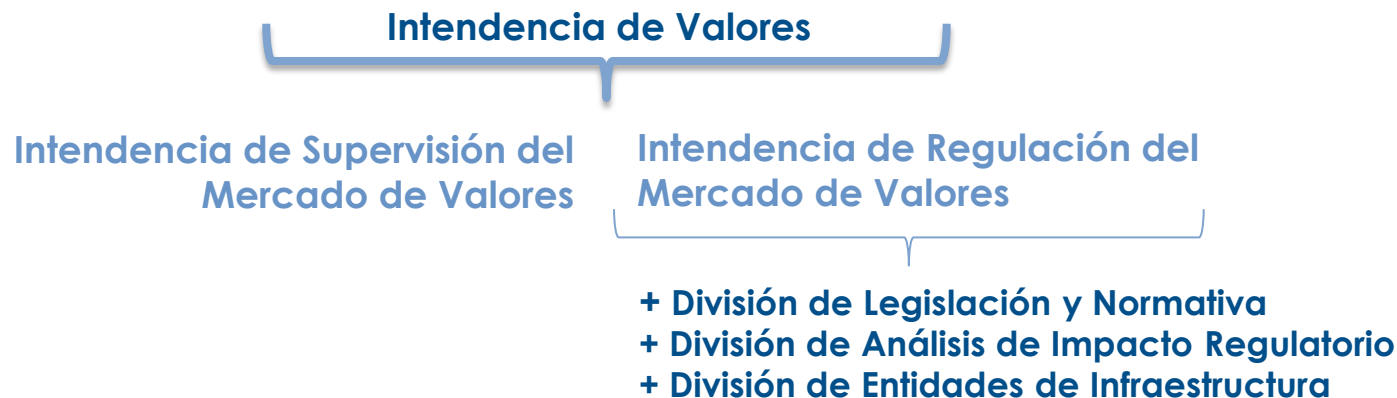 Intendencia de Valores
Intendencia de Supervisión del
Mercado de Valores
Intendencia de Regulación del
Mercado de Valores
+ División de Legislación y Normativa
+ División de Análisis de Impacto Regulatorio
+ División de Entidades de Infraestructura